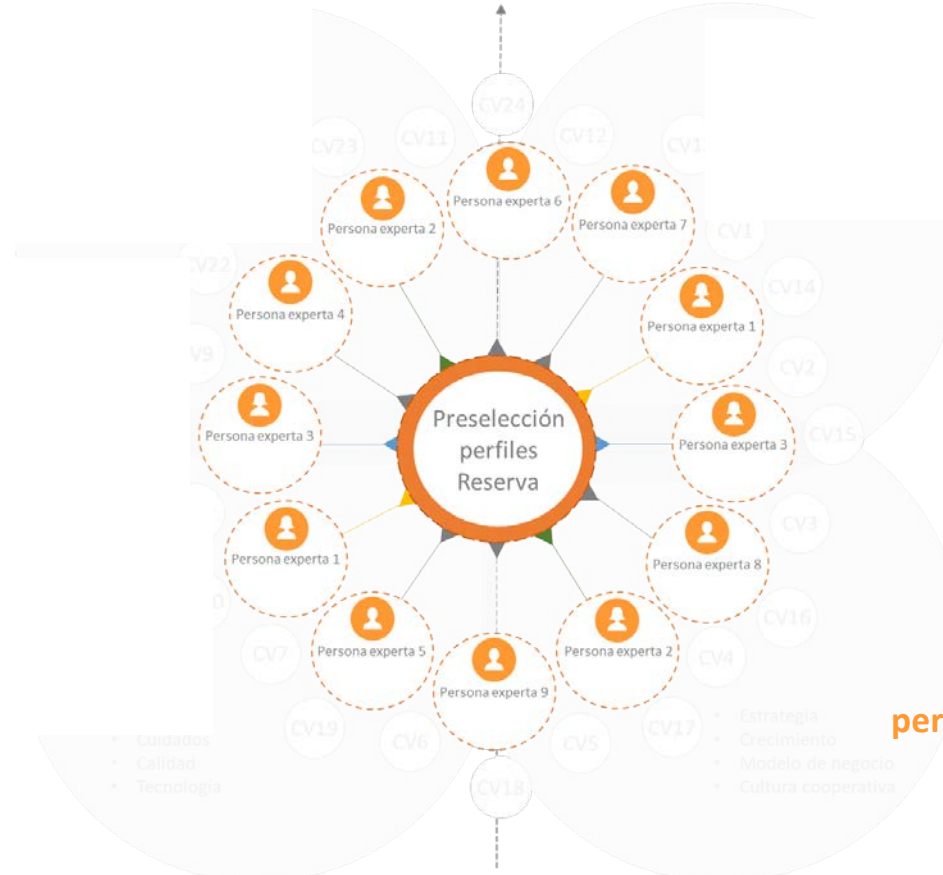 CV24
CV23
CV11
CV12
Persona experta 6
Persona experta 2
Persona experta 7
CV1
CV22
CV14
Persona experta 4
Persona experta 1
CV2
Preselección
perfiles
Reserva
Persona experta 3
Persona experta 3
CV15
CV3
Persona experta 1
Persona experta 8
CV16
CV7
Persona experta 5
Persona experta 2
CV4
Persona experta 9
CV19
CV6
CV5
CV17
• Estrategia
per
• Cuidados
• Crecimiento
• Calidad
• Modelo de negocio
• Tecnología
CV18
• Cultura cooperativa